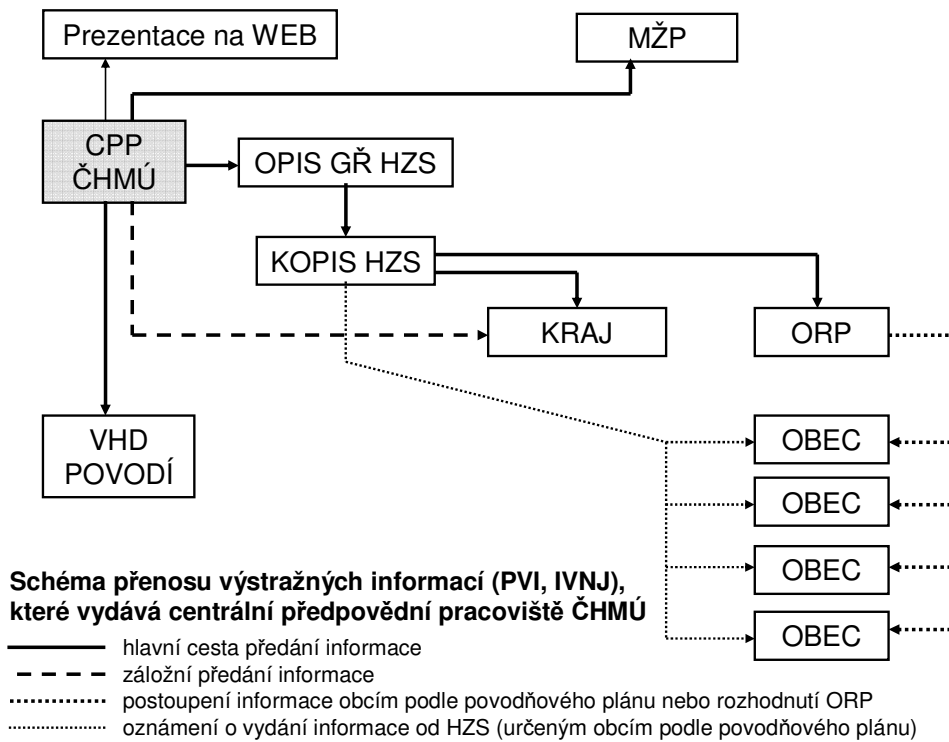 Prezentace na WEB
MŽP
CPP
ČHMÚ
OPIS GŘ HZS
KOPIS HZS
KRAJ
ORP
VHD
POVODÍ
OBEC
OBEC
OBEC
OBEC
Schéma přenosu výstražných informací (PVI, IVNJ),
které vydává centrální předpovědní pracoviště ČHMÚ
hlavní cesta předání informace
záložní předání informace
postoupení informace obcím podle povodňového plánu nebo rozhodnutí ORP
oznámení o vydání informace od HZS (určeným obcím podle povodňového plánu)